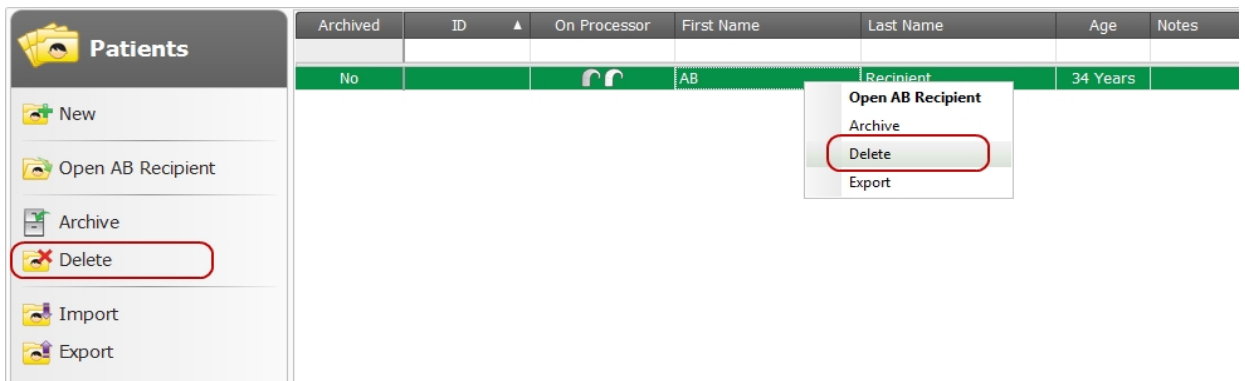 Patients
New
Open AB Recipient
Archive
Delete
Import
Export
Archived ID On Processor First Name Last Name Age Notes
No AB Recipient 34 Years
Open AB Recipient
Archive
Delete
Export